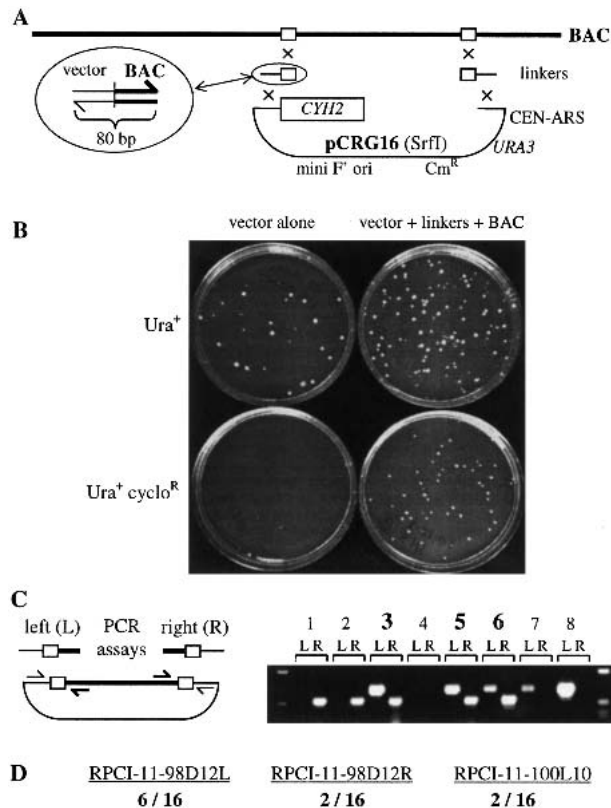 A
BAC
vector
BAC
linkers
80 bp
CYH2
CEN-ARS
pCRG16 (SrfI)
URA3
mini F' ori
CmR
B
vector alone
vector + linkers + BAC
Ura+
Ura+ cycloR
C
left (L) PCR right (R)
assays
1 2 3 4 5 6 7 8
L R L R L R L R L R L R L R L R
D
RPCI-11-98D12L RPCI-11-98D12R RPCI-11-100L10
6 / 16 2 / 16 2 / 16